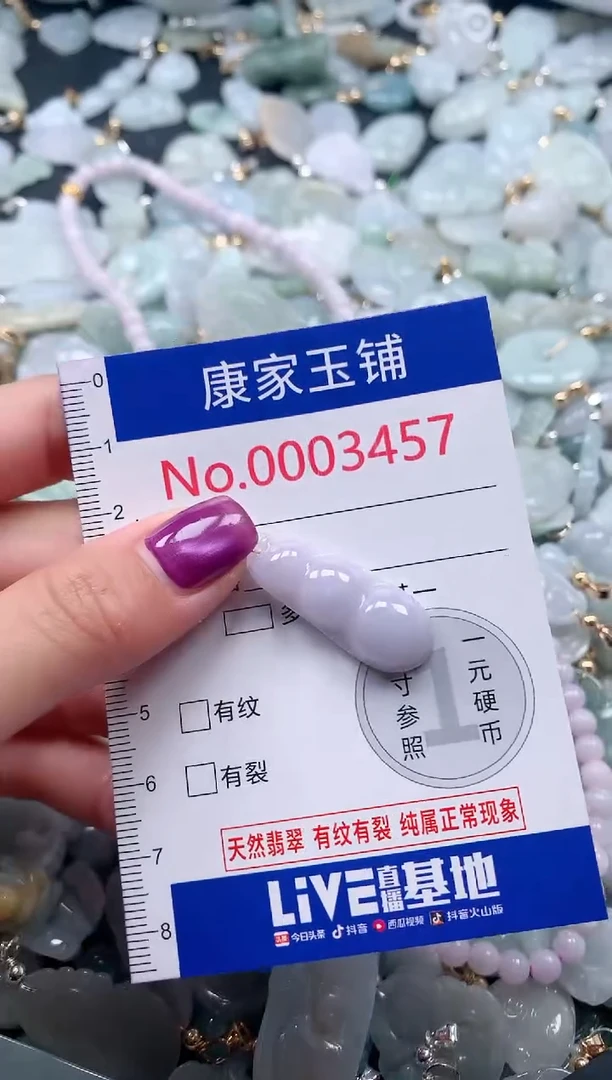 康家玉铺
No.0003457
0
1
2
5
6
7
8
多
有纹
有裂
寸参照
1
一元硬币
天然翡翠 有纹有裂 纯属正常现象
LiVE直播基地
头条 今日头条 抖音 西瓜视频 抖音火山版